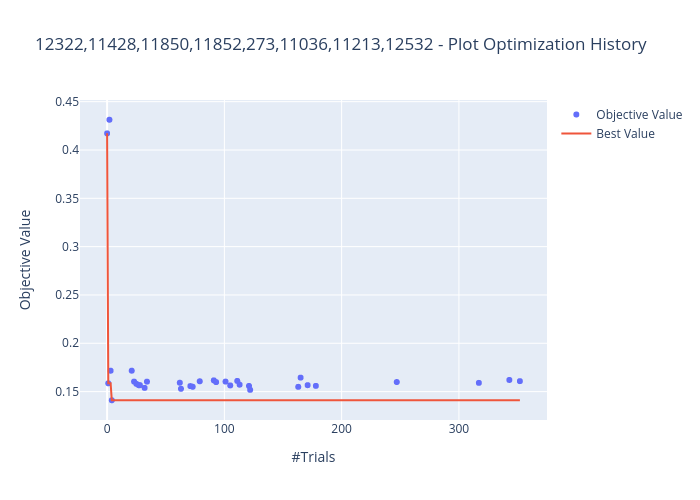 12322,11428,11850,11852,273,11036,11213,12532 - Plot Optimization History
Objective Value
Best Value
0.45
0.4
0.35
0.3
0.25
0.2
0.15
Objective Value
0 100 200 300
#Trials